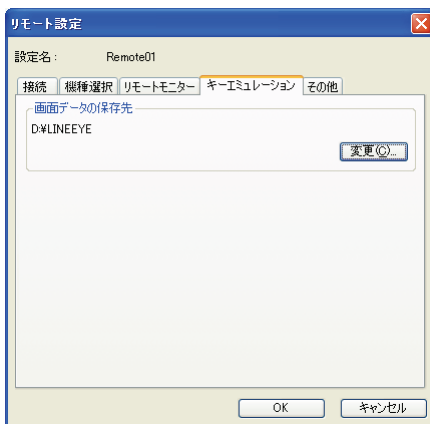 リモート設定
設定名： Remote01
接続 機種選択 リモートモニター キーエミュレーション その他
画面データの保存先
D:¥LINEEYE
変更(C)...
OK キャンセル